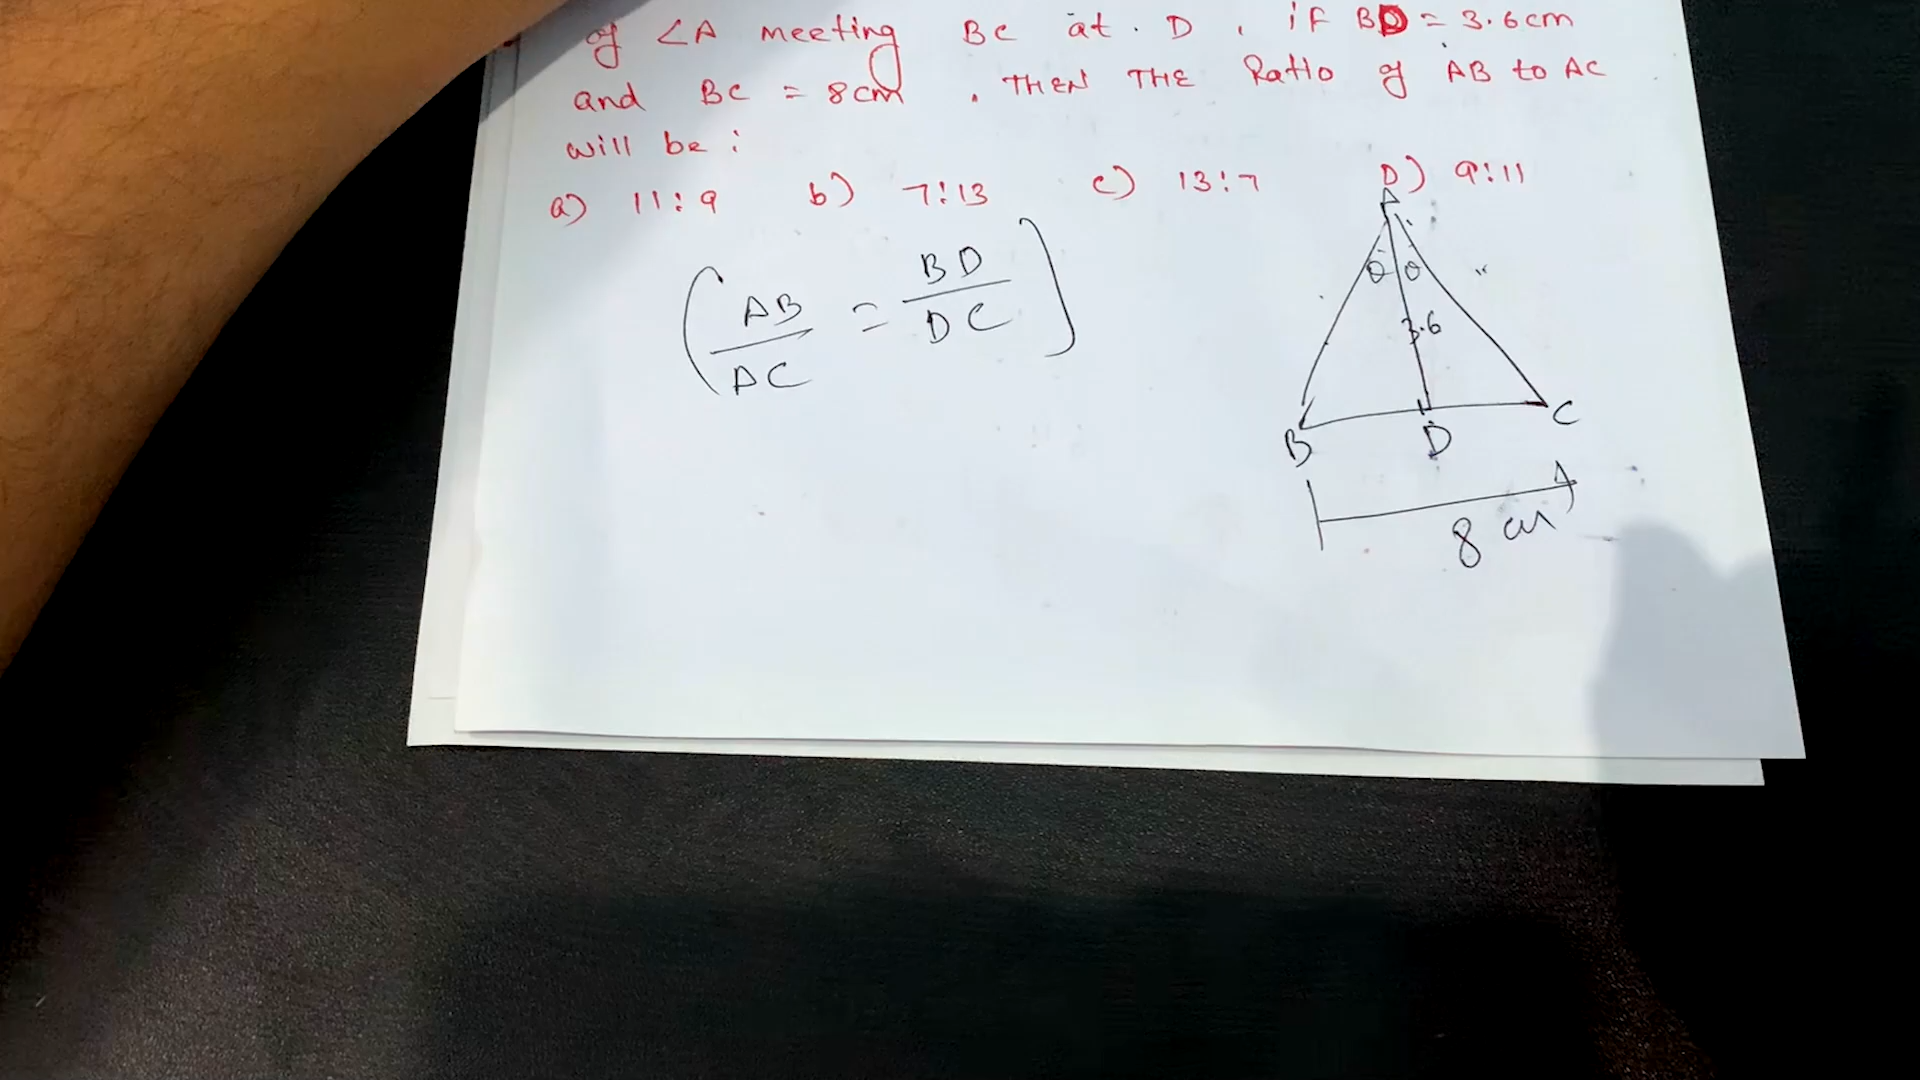 of ∠A meeting BC at . D , if BD = 3.6cm
and BC = 8cm . THEN THE Ratio of AB to AC
will be :
a) 11:9 b) 7:13 c) 13:7 D) 9:11
(AB/AC = BD/DC)
A
θ θ
3.6
B D C
8 cm